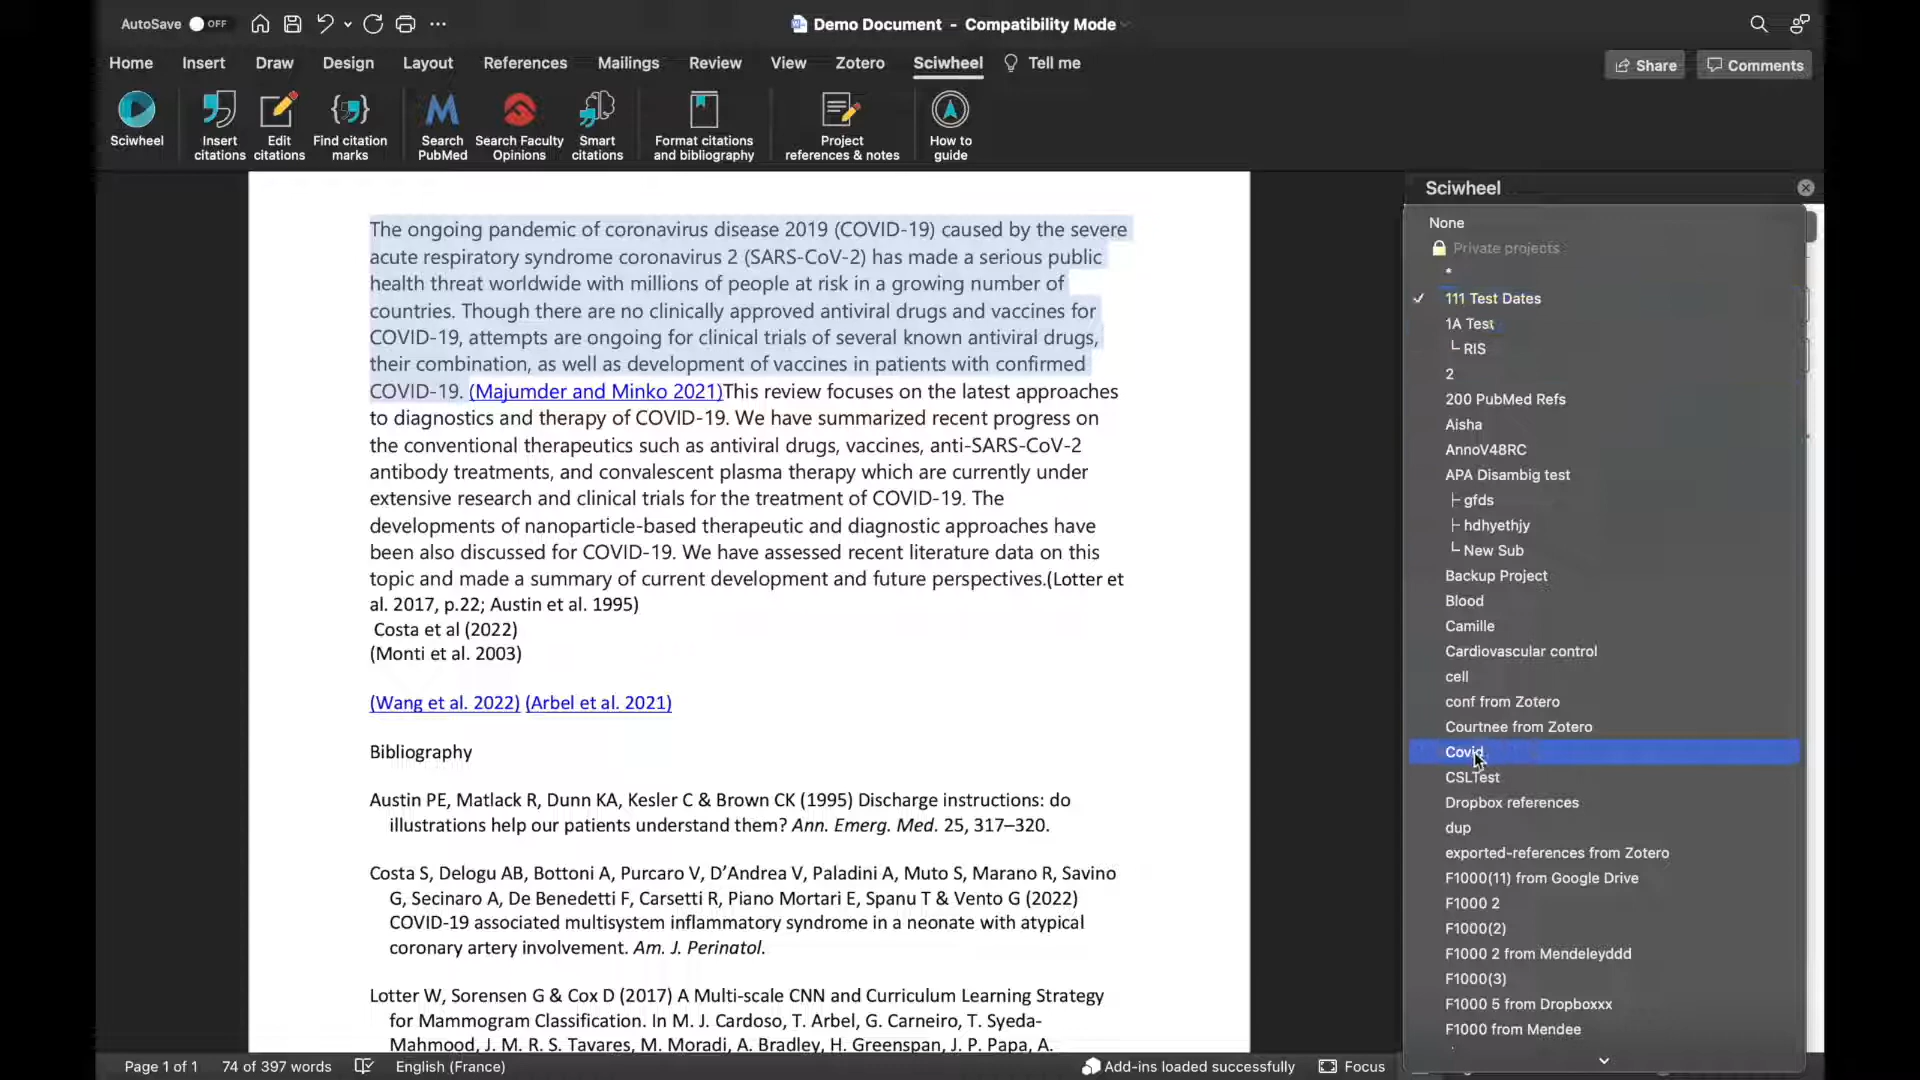 AutoSave OFF
Demo Document - Compatibility Mode
Home Insert Draw Design Layout References Mailings Review View Zotero Sciwheel Tell me
Share Comments
Sciwheel
Insert citations
Edit citations
Find citation marks
Search PubMed
Search Faculty Opinions
Smart citations
Format citations and bibliography
Project references & notes
How to guide
The ongoing pandemic of coronavirus disease 2019 (COVID-19) caused by the severe
acute respiratory syndrome coronavirus 2 (SARS-CoV-2) has made a serious public
health threat worldwide with millions of people at risk in a growing number of
countries. Though there are no clinically approved antiviral drugs and vaccines for
COVID-19, attempts are ongoing for clinical trials of several known antiviral drugs,
their combination, as well as development of vaccines in patients with confirmed
COVID-19. (Majumder and Minko 2021)This review focuses on the latest approaches
to diagnostics and therapy of COVID-19. We have summarized recent progress on
the conventional therapeutics such as antiviral drugs, vaccines, anti-SARS-CoV-2
antibody treatments, and convalescent plasma therapy which are currently under
extensive research and clinical trials for the treatment of COVID-19. The
developments of nanoparticle-based therapeutic and diagnostic approaches have
been also discussed for COVID-19. We have assessed recent literature data on this
topic and made a summary of current development and future perspectives.(Lotter et
al. 2017, p.22; Austin et al. 1995)
Costa et al (2022)
(Monti et al. 2003)
(Wang et al. 2022) (Arbel et al. 2021)
Bibliography
Austin PE, Matlack R, Dunn KA, Kesler C & Brown CK (1995) Discharge instructions: do
illustrations help our patients understand them? Ann. Emerg. Med. 25, 317–320.
Costa S, Delogu AB, Bottoni A, Purcaro V, D’Andrea V, Paladini A, Muto S, Marano R, Savino
G, Secinaro A, De Benedetti F, Carsetti R, Piano Mortari E, Spanu T & Vento G (2022)
COVID-19 associated multisystem inflammatory syndrome in a neonate with atypical
coronary artery involvement. Am. J. Perinatol.
Lotter W, Sorensen G & Cox D (2017) A Multi-scale CNN and Curriculum Learning Strategy
for Mammogram Classification. In M. J. Cardoso, T. Arbel, G. Carneiro, T. Syeda-
Mahmood, J. M. R. S. Tavares, M. Moradi, A. Bradley, H. Greenspan, J. P. Papa, A.
Sciwheel
None
Private projects
*
111 Test Dates
1A Test
RIS
2
200 PubMed Refs
Aisha
AnnoV48RC
APA Disambig test
gfds
hdhyethjy
New Sub
Backup Project
Blood
Camille
Cardiovascular control
cell
conf from Zotero
Courtnee from Zotero
Covid
CSLTest
Dropbox references
dup
exported-references from Zotero
F1000(11) from Google Drive
F1000 2
F1000(2)
F1000 2 from Mendeleyddd
F1000(3)
F1000 5 from Dropboxxx
F1000 from Mendee
Page 1 of 1 74 of 397 words English (France) Add-ins loaded successfully Focus